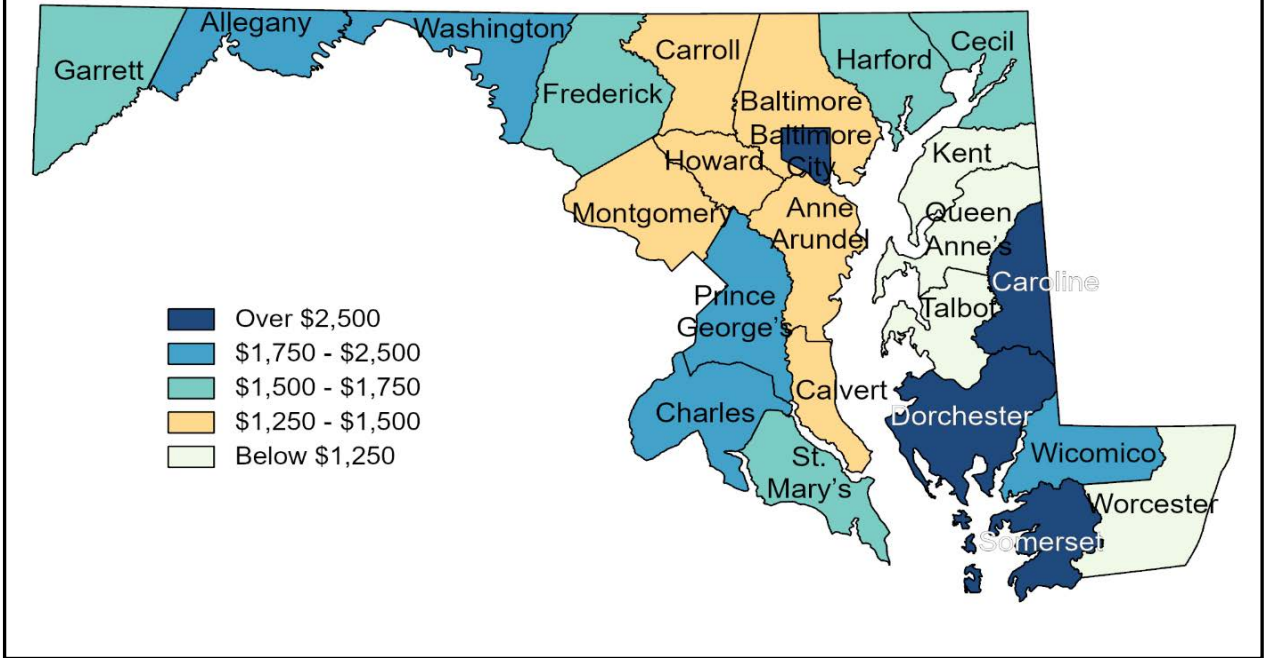 Allegany
Washington
Garrett
Frederick
Carroll
Harford
Cecil
Baltimore
Baltimore
City
Howard
Kent
Montgomery
Anne
Arundel
Queen
Anne's
Caroline
Prince
George's
Talbot
Over $2,500
$1,750 - $2,500
$1,500 - $1,750
$1,250 - $1,500
Below $1,250
Calvert
Charles
Dorchester
St.
Mary's
Wicomico
Worcester
Somerset